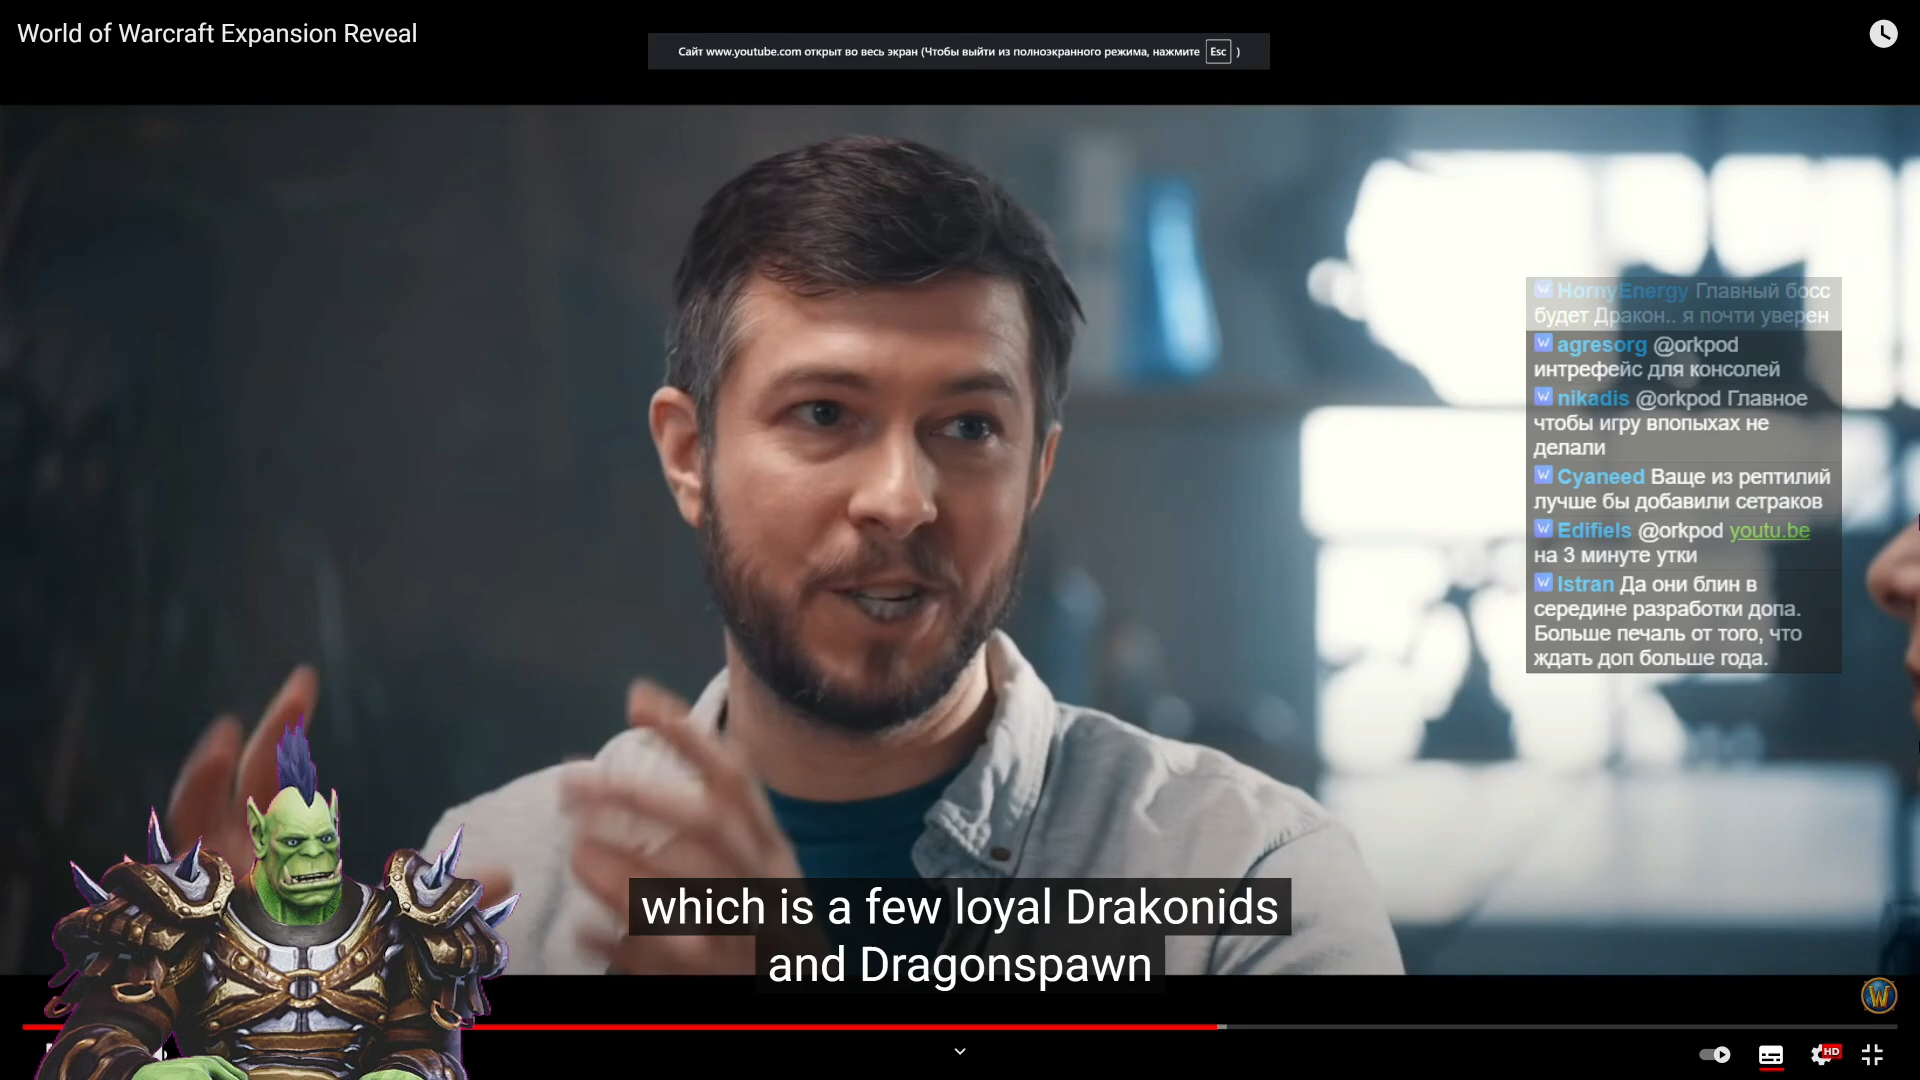 World of Warcraft Expansion Reveal
Сайт www.youtube.com открыт во весь экран (Чтобы выйти из полноэкранного режима, нажмите Esc )
HornyEnergy Главный босс
будет Дракон.. я почти уверен
agresorg @orkpod
интрефейс для консолей
nikadis @orkpod Главное
чтобы игру впопыхах не
делали
Cyaneed Ваще из рептилий
лучше бы добавили сетраков
Edifiels @orkpod youtu.be
на 3 минуте утки
Istran Да они блин в
середине разработки допа.
Больше печаль от того, что
ждать доп больше года.
which is a few loyal Drakonids
and Dragonspawn
W
HD